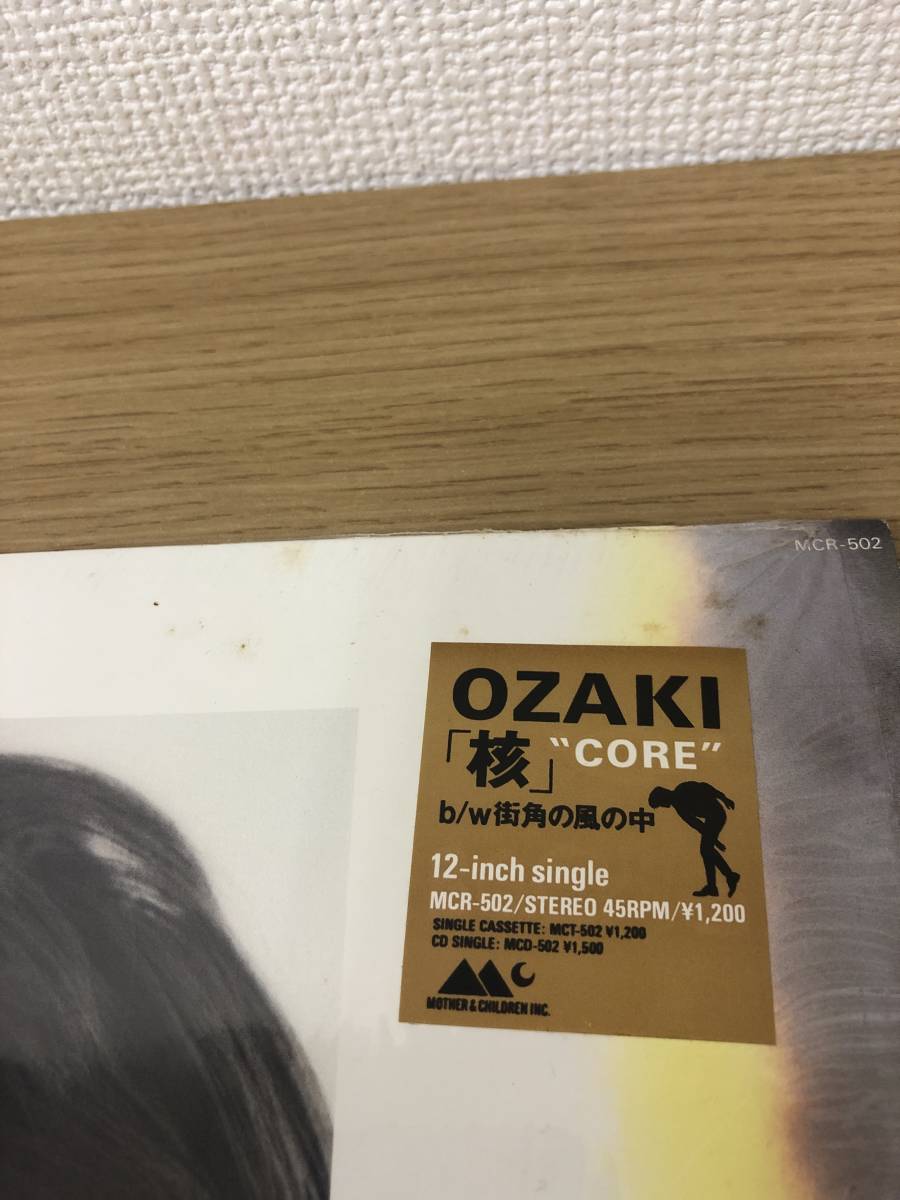 MCR-502
OZAKI
「核」 "CORE"
b/w街角の風の中
12-inch single
MCR-502/STEREO 45RPM/¥1,200
SINGLE CASSETTE: MCT-502 ¥1,200
CD SINGLE: MCD-502 ¥1,500
MOTHER & CHILDREN INC.